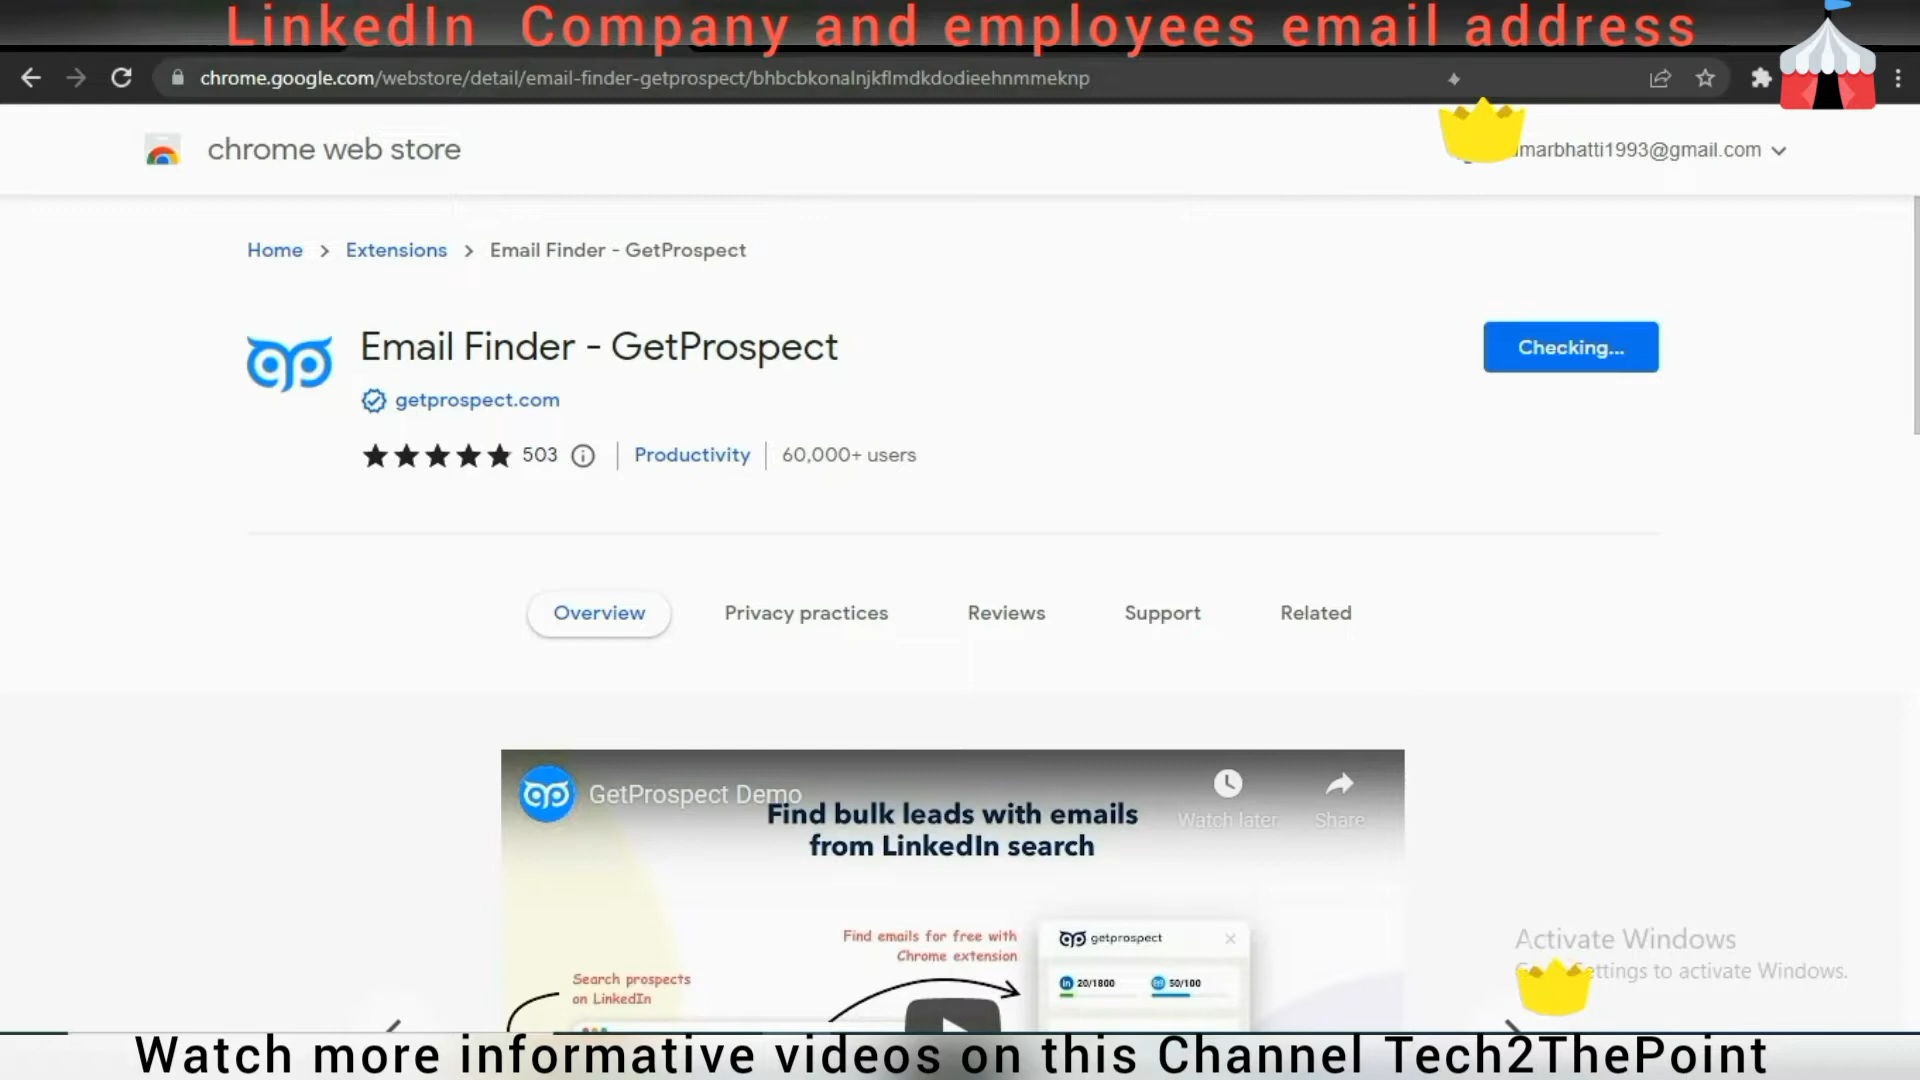 LinkedIn Company and employees email address
chrome.google.com/webstore/detail/email-finder-getprospect/bhbcbkonalnjkflmdkdodieehnmmeknp
chrome web store
marbhatti1993@gmail.com
Home > Extensions > Email Finder - GetProspect
Email Finder - GetProspect
Checking...
getprospect.com
503 | Productivity | 60,000+ users
Overview
Privacy practices
Reviews
Support
Related
GetProspect Demo
Watch later
Share
Find bulk leads with emails
from LinkedIn search
Find emails for free with
Chrome extension
getprospect
20/1800
50/100
Search prospects
on LinkedIn
Activate Windows
ettings to activate Windows.
Watch more informative videos on this Channel Tech2ThePoint